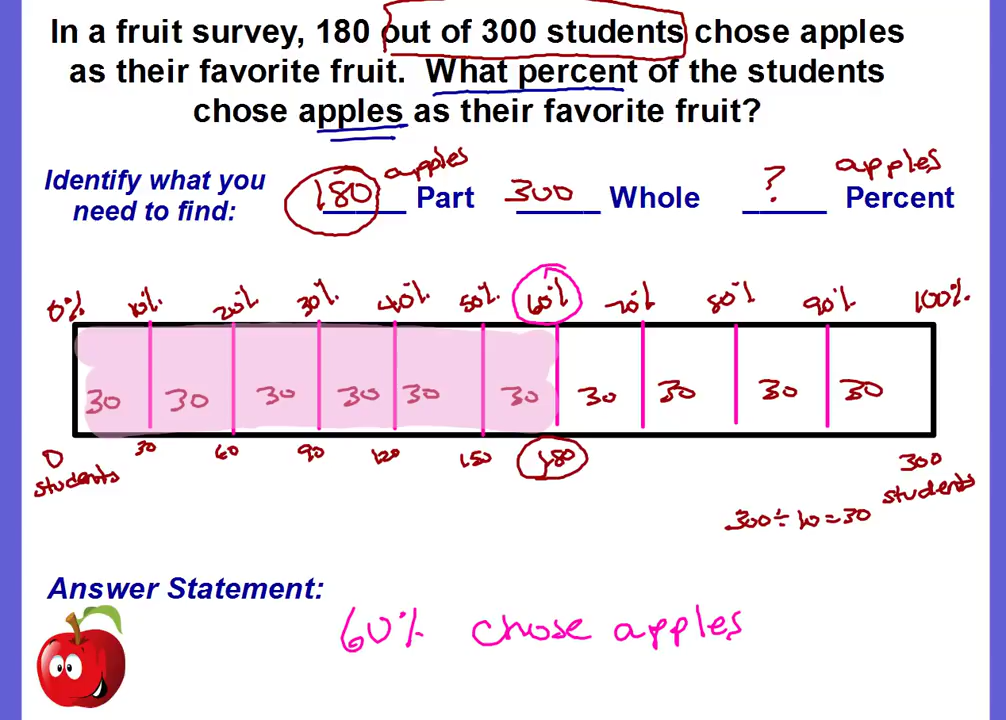 In a fruit survey, 180 out of 300 students chose apples
as their favorite fruit. What percent of the students
chose apples as their favorite fruit?
Identify what you need to find:
180 Part apples
300 Whole
? Percent apples
0% 10% 20% 30% 40% 50% 60% 70% 80% 90% 100%
30 30 30 30 30 30 30 30 30 30
0 students 30 60 90 120 150 180 300 students
300 ÷ 10 = 30
Answer Statement:
60% chose apples